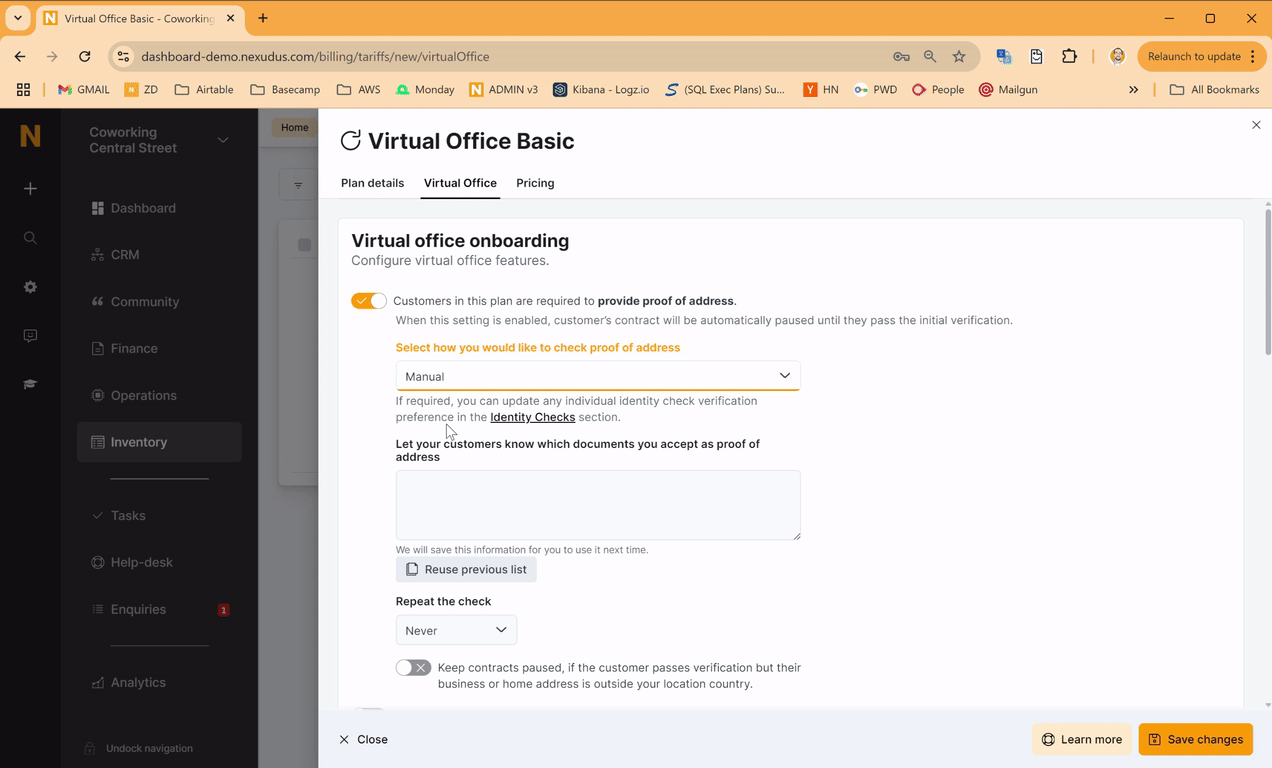 Virtual Office Basic - Coworking
dashboard-demo.nexudus.com/billing/tariffs/new/virtualOffice
Relaunch to update
GMAIL
ZD
Airtable
Basecamp
AWS
Monday
ADMIN v3
Kibana - Logz.io
(SQL Exec Plans) Su...
HN
PWD
People
Mailgun
All Bookmarks
Coworking
Central Street
Dashboard
CRM
Community
Finance
Operations
Inventory
Tasks
Help-desk
Enquiries
1
Analytics
Undock navigation
Home
Virtual Office Basic
Plan details
Virtual Office
Pricing
Virtual office onboarding
Configure virtual office features.
Customers in this plan are required to provide proof of address.
When this setting is enabled, customer's contract will be automatically paused until they pass the initial verification.
Select how you would like to check proof of address
Manual
If required, you can update any individual identity check verification
preference in the Identity Checks section.
Let your customers know which documents you accept as proof of
address
We will save this information for you to use it next time.
Reuse previous list
Repeat the check
Never
Keep contracts paused, if the customer passes verification but their
business or home address is outside your location country.
Close
Learn more
Save changes